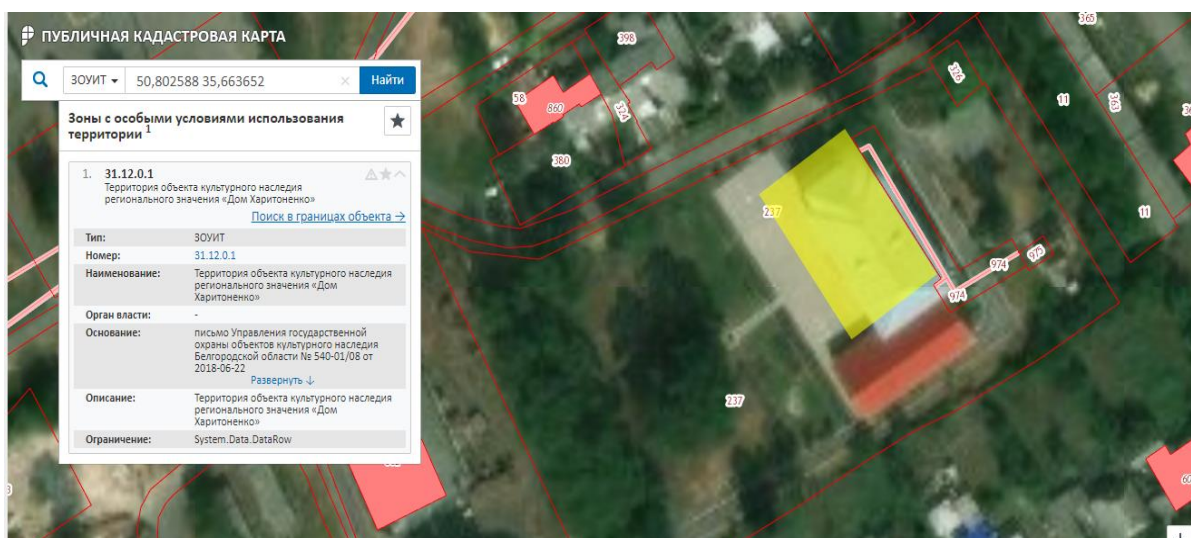 ПУБЛИЧНАЯ КАДАСТРОВАЯ КАРТА
ЗОУИТ
50,802588 35,663652
×
Найти
Зоны с особыми условиями использования
территории 1
1. 31.12.0.1
Территория объекта культурного наследия
регионального значения «Дом Харитоненко»
Поиск в границах объекта →
Тип: ЗОУИТ
Номер: 31.12.0.1
Наименование: Территория объекта культурного наследия
регионального значения «Дом
Харитоненко»
Орган власти: -
Основание: письмо Управления государственной
охраны объектов культурного наследия
Белгородской области № 540-01/08 от
2018-06-22
Развернуть ↓
Описание: Территория объекта культурного наследия
регионального значения «Дом
Харитоненко»
Ограничение: System.Data.DataRow
365
398
326
58
860
324
11
363
380
237
11
974
975
974
237